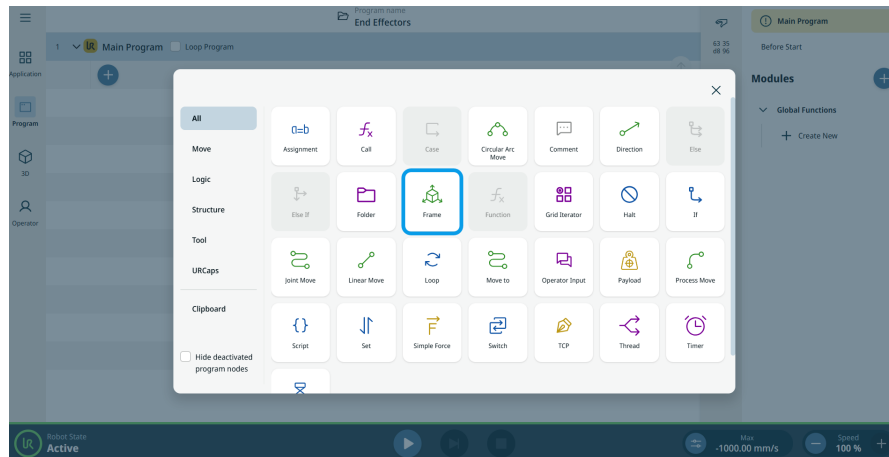 Program name
End Effectors
1 Main Program Loop Program
63 35
d8 96
Main Program
Before Start
Application
Modules
Global Functions
Create New
Program
3D
Operator
All
Move
Logic
Structure
Tool
URCaps
Clipboard
Hide deactivated
program nodes
a=b
Assignment
fx
Call
Case
Circular Arc
Move
Comment
Direction
Else
Else If
Folder
Frame
fx
Function
Grid Iterator
Halt
If
Joint Move
Linear Move
Loop
Move to
Operator Input
Payload
Process Move
{ }
Script
Set
F
Simple Force
Switch
TCP
Thread
Timer
UR
Robot State
Active
Max
-1000.00 mm/s
Speed
100 %